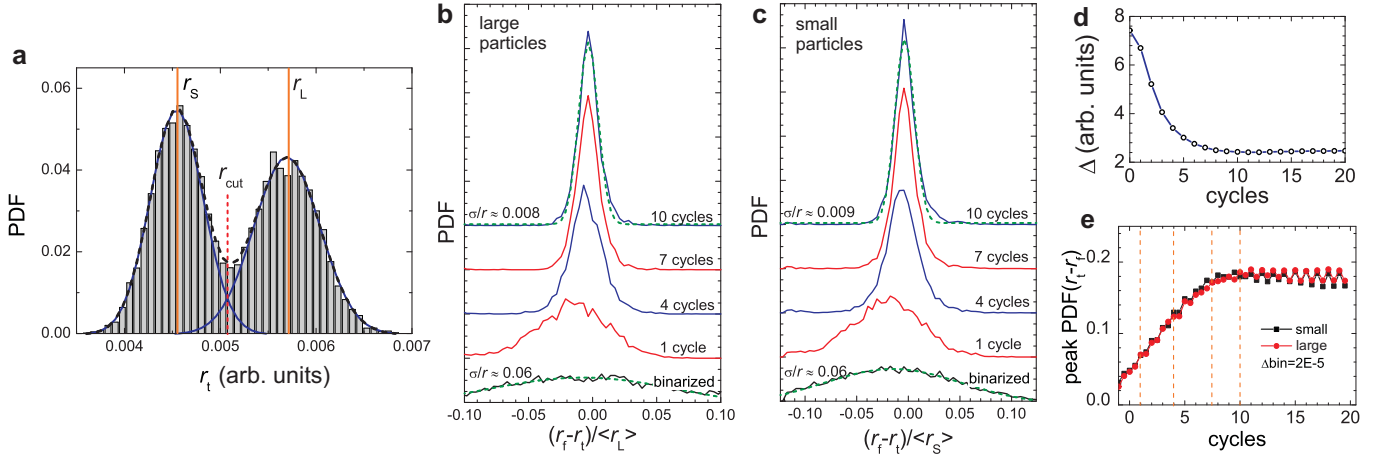 a
PDF
0.06
0.04
0.02
0.00
0.004
0.005
0.006
0.007
r_t (arb. units)
r_S
r_L
r_cut
b
large
particles
PDF
σ/r ≈ 0.008
10 cycles
7 cycles
4 cycles
1 cycle
σ/r ≈ 0.06
binarized
-0.10
-0.05
0.00
0.05
0.10
(r_f-r_t)/<r_L>
c
small
particles
PDF
σ/r ≈ 0.009
10 cycles
7 cycles
4 cycles
1 cycle
σ/r ≈ 0.06
binarized
-0.10
-0.05
0.00
0.05
0.10
(r_f-r_t)/<r_S>
d
Δ (arb. units)
8
6
4
2
0
5
10
15
20
cycles
e
peak PDF(r_t-r_f)
0.2
0.1
0.0
0
5
10
15
20
cycles
small
large
Δbin=2E-5